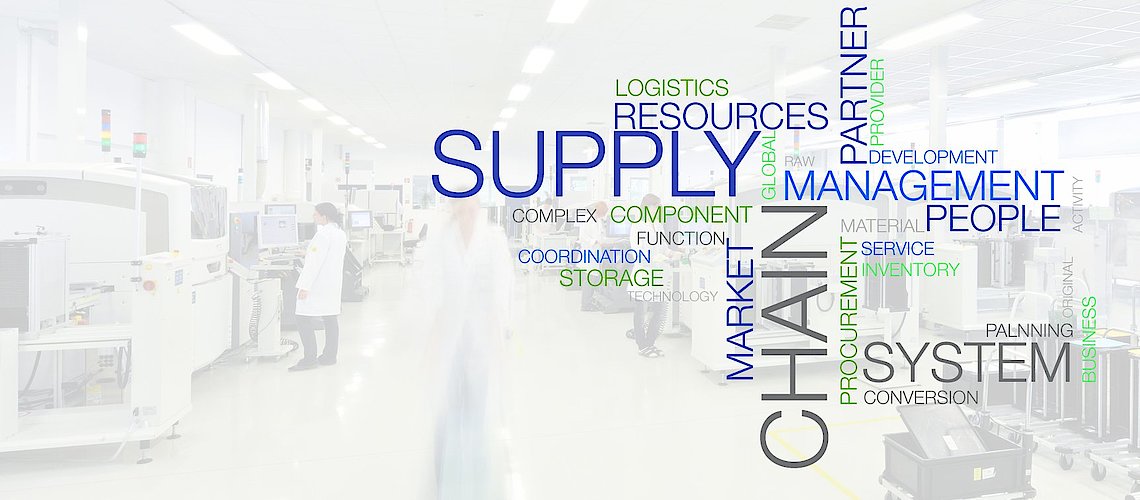 LOGISTICS
RESOURCES
SUPPLY
GLOBAL
RAW
PARTNER
PROVIDER
DEVELOPMENT
MANAGEMENT
ACTIVITY
COMPLEX
COMPONENT
FUNCTION
COORDINATION
STORAGE
TECHNOLOGY
MARKET
CHAIN
MATERIAL
PEOPLE
PROCUREMENT
SERVICE
INVENTORY
ORIGINAL
PALNNING
SYSTEM
CONVERSION
BUSINESS